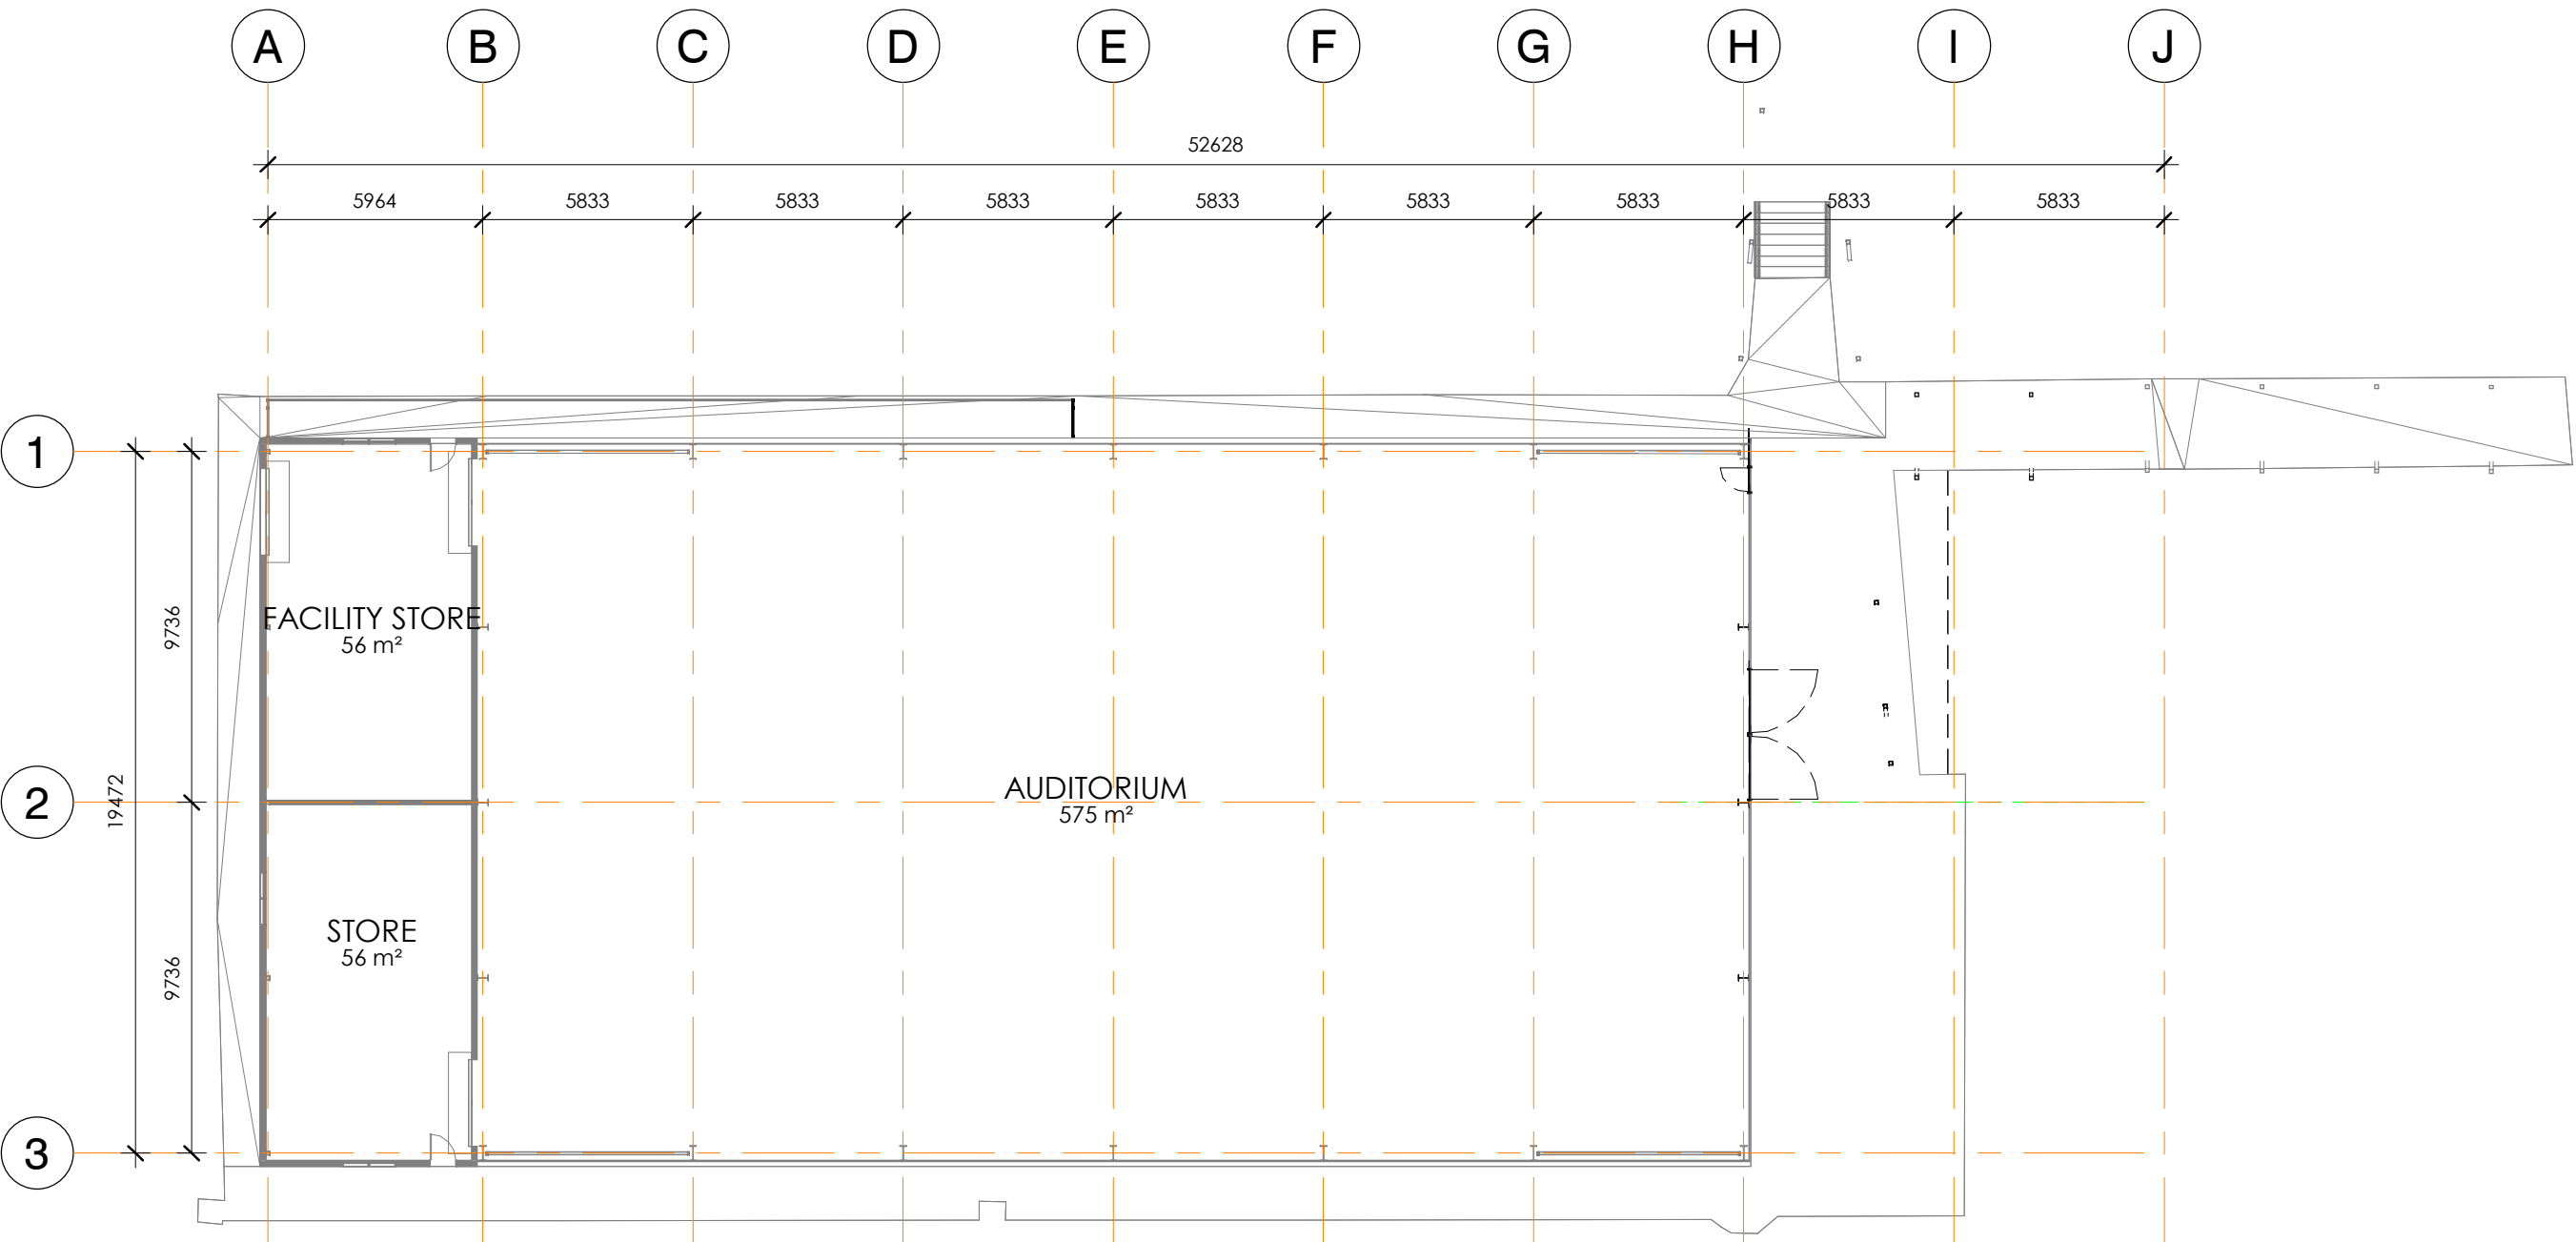 A B C D E F G H I J
52628
5964 5833 5833 5833 5833 5833 5833 5833 5833
1
FACILITY STORE
56 m²
9736
2
19472
AUDITORIUM
575 m²
STORE
56 m²
9736
3